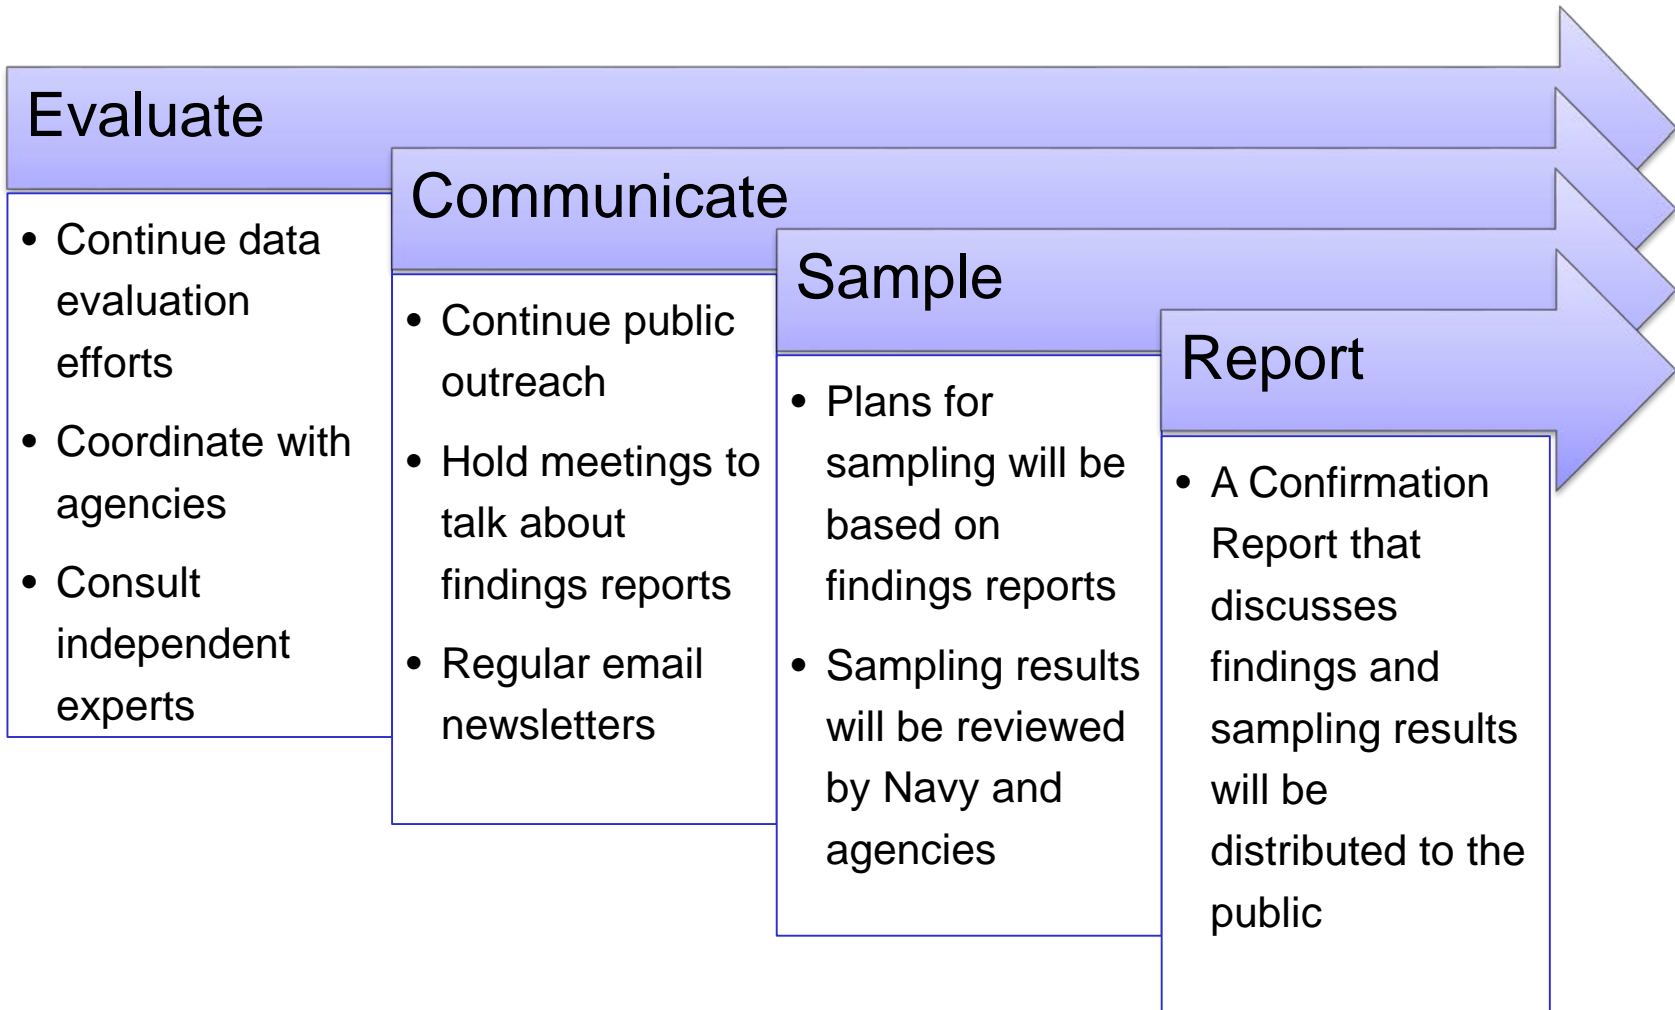 Evaluate
• Continue data
evaluation
efforts
• Coordinate with
agencies
• Consult
independent
experts
Communicate
• Continue public
outreach
• Hold meetings to
talk about
findings reports
• Regular email
newsletters
Sample
• Plans for
sampling will be
based on
findings reports
• Sampling results
will be reviewed
by Navy and
agencies
Report
• A Confirmation
Report that
discusses
findings and
sampling results
will be
distributed to the
public